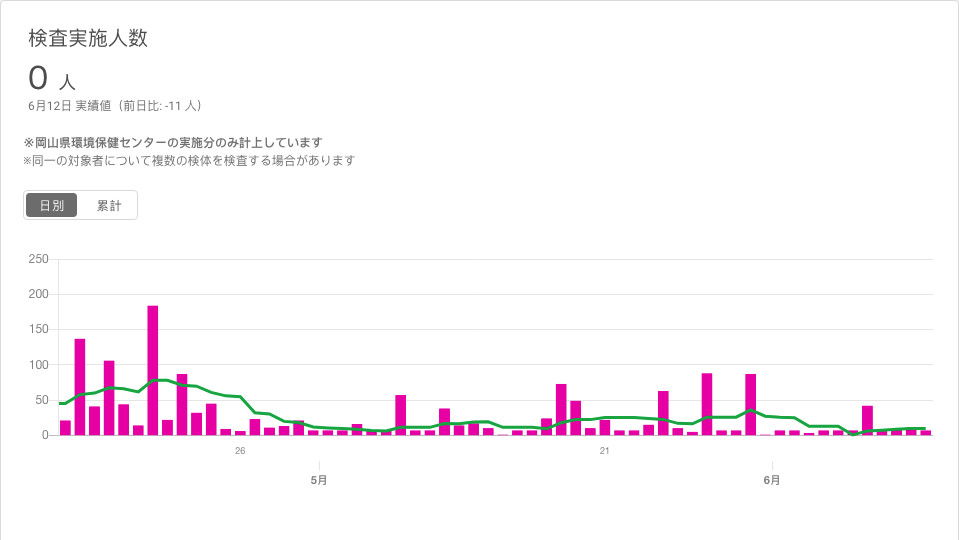 検査実施人数
0 人
6月12日 実績値（前日比: -11 人）
※岡山県環境保健センターの実施分のみ計上しています
※同一の対象者について複数の検体を検査する場合があります
日別 累計
250
200
150
100
50
0
26 21
5月 6月